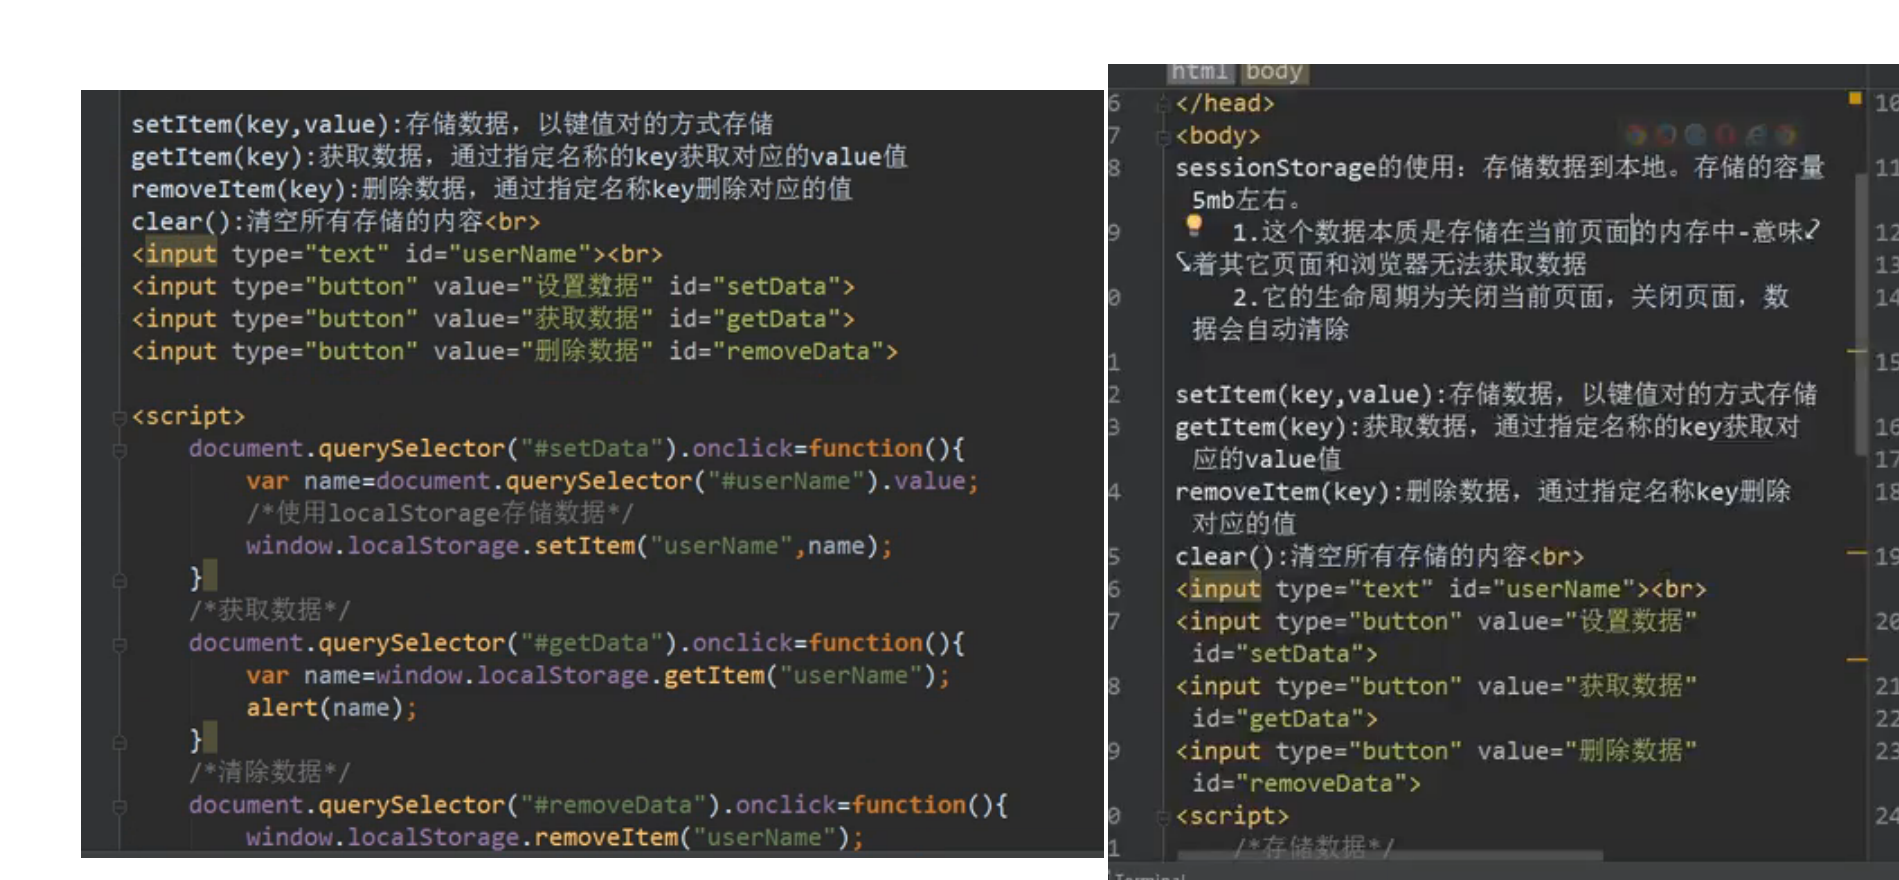 setItem(key,value):存储数据，以键值对的方式存储
getItem(key):获取数据，通过指定名称的key获取对应的value值
removeItem(key):删除数据，通过指定名称key删除对应的值
clear():清空所有存储的内容<br>
<input type="text" id="userName"><br>
<input type="button" value="设置数据" id="setData">
<input type="button" value="获取数据" id="getData">
<input type="button" value="删除数据" id="removeData">
<script>
document.querySelector("#setData").onclick=function(){
var name=document.querySelector("#userName").value;
/*使用localStorage存储数据*/
window.localStorage.setItem("userName",name);
}
/*获取数据*/
document.querySelector("#getData").onclick=function(){
var name=window.localStorage.getItem("userName");
alert(name);
}
/*清除数据*/
document.querySelector("#removeData").onclick=function(){
window.localStorage.removeItem("userName");
html body
6 </head> 10
7 <body>
8 sessionStorage的使用：存储数据到本地。存储的容量 11
5mb左右。
9 1.这个数据本质是存储在当前页面的内存中-意味 12
着其它页面和浏览器无法获取数据 13
0 2.它的生命周期为关闭当前页面，关闭页面，数 14
据会自动清除
1 15
2 setItem(key,value):存储数据，以键值对的方式存储
3 getItem(key):获取数据，通过指定名称的key获取对 16
应的value值 17
4 removeItem(key):删除数据，通过指定名称key删除 18
对应的值
5 clear():清空所有存储的内容<br> 19
6 <input type="text" id="userName"><br>
7 <input type="button" value="设置数据" 20
id="setData">
8 <input type="button" value="获取数据" 21
id="getData"> 22
9 <input type="button" value="删除数据" 23
id="removeData">
0 <script> 24
1 /*存储数据*/
Terminal